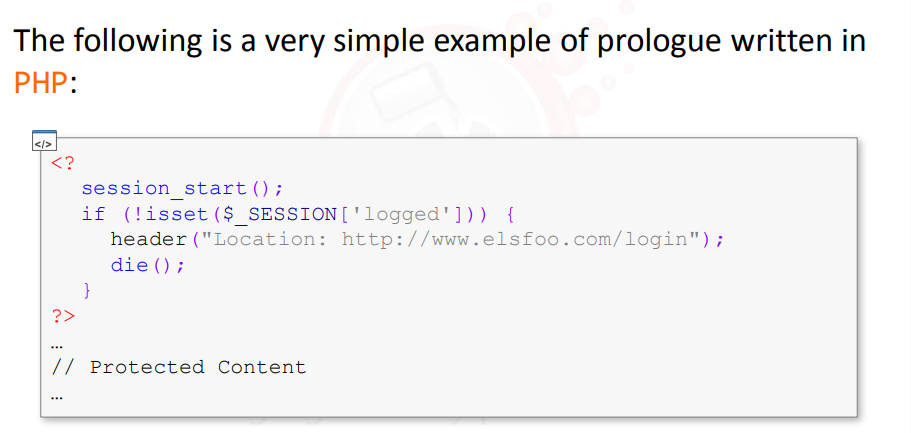 The following is a very simple example of prologue written in
PHP:
</>
<?
session_start();
if (!isset($_SESSION['logged'])) {
header("Location: http://www.elsfoo.com/login");
die();
}
?>
…
// Protected Content
…